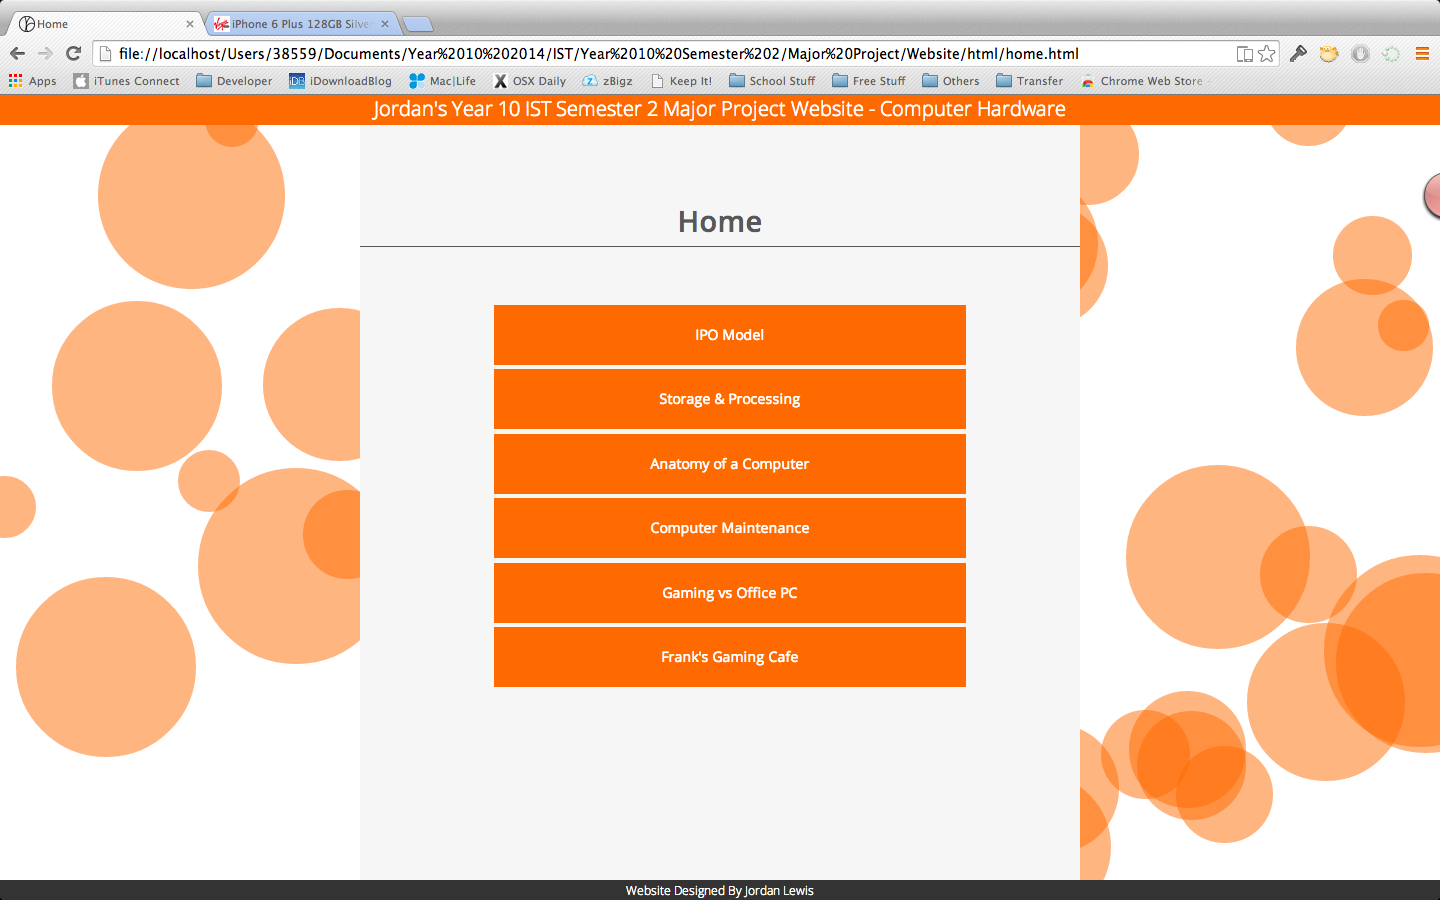 Home
iPhone 6 Plus 128GB Silve
file://localhost/Users/38559/Documents/Year%2010%202014/IST/Year%2010%20Semester%202/Major%20Project/Website/html/home.html
Apps iTunes Connect Developer iDB iDownloadBlog Mac|Life X OSX Daily z zBigz Keep It! School Stuff Free Stuff Others Transfer Chrome Web Store
Jordan's Year 10 IST Semester 2 Major Project Website - Computer Hardware
Home
IPO Model
Storage & Processing
Anatomy of a Computer
Computer Maintenance
Gaming vs Office PC
Frank's Gaming Cafe
Website Designed By Jordan Lewis